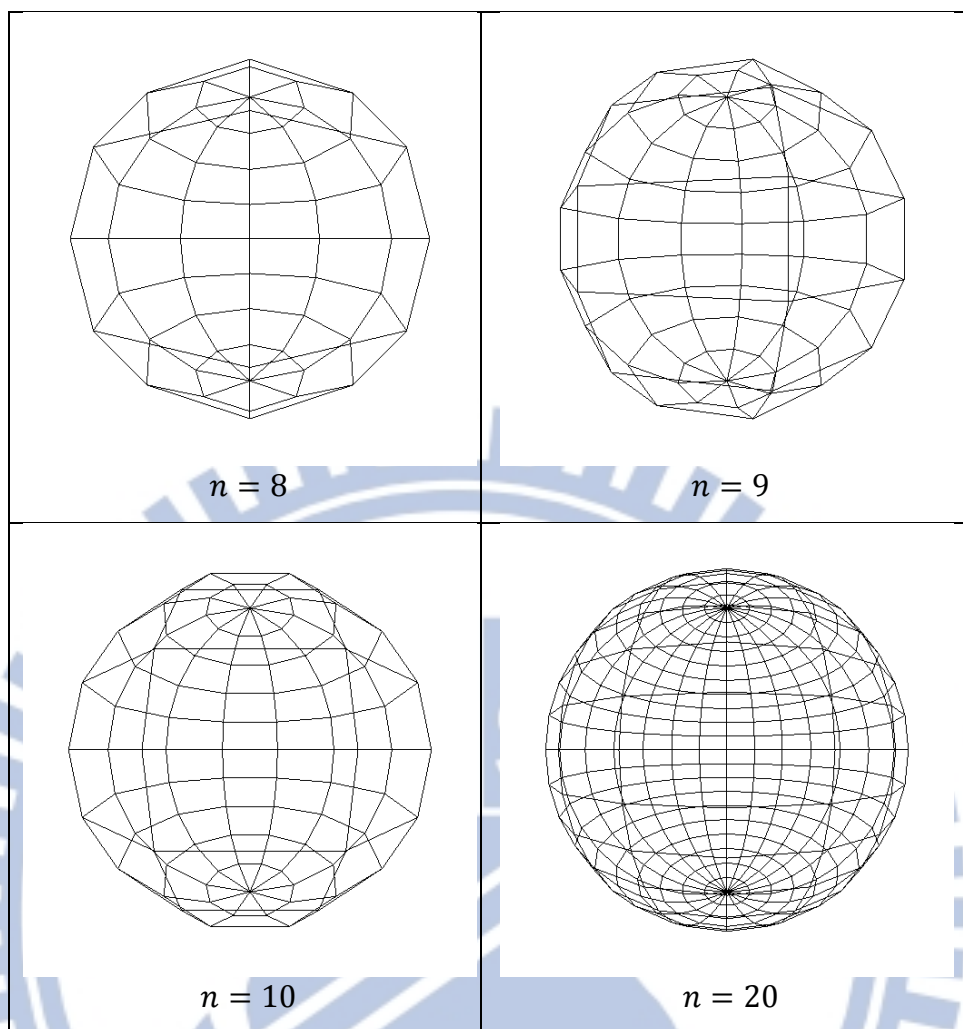 n = 8
n = 9
n = 10
n = 20